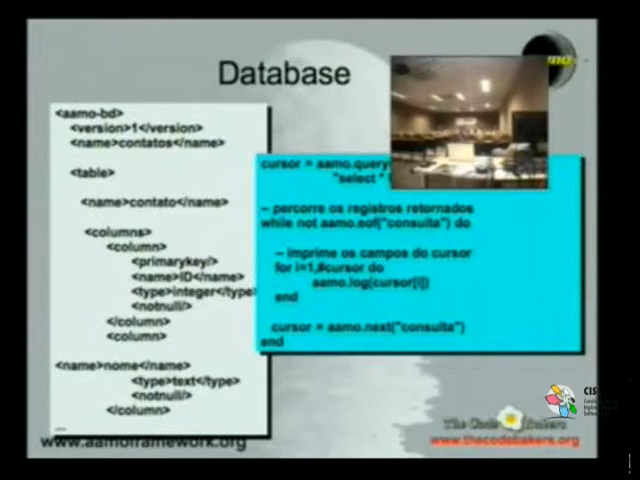 Database
<aamo-bd>
<version>1</version>
<name>contatos</name>
<table>
<name>contato</name>
<columns>
<column>
<primarykey/>
<name>ID</name>
<type>integer</type>
<notnull/>
</column>
<column>
<name>nome</name>
<type>text</type>
<notnull/>
</column>
...
cursor = aamo.query
"select *
-- percorre os registros retornados
while not aamo.eof("consulta") do
-- imprime os campos do cursor
for i=1,#cursor do
aamo.log(cursor[i])
end
cursor = aamo.next("consulta")
end
CIS
The Code Bakers
www.aamoframework.org
www.thecodebakers.org